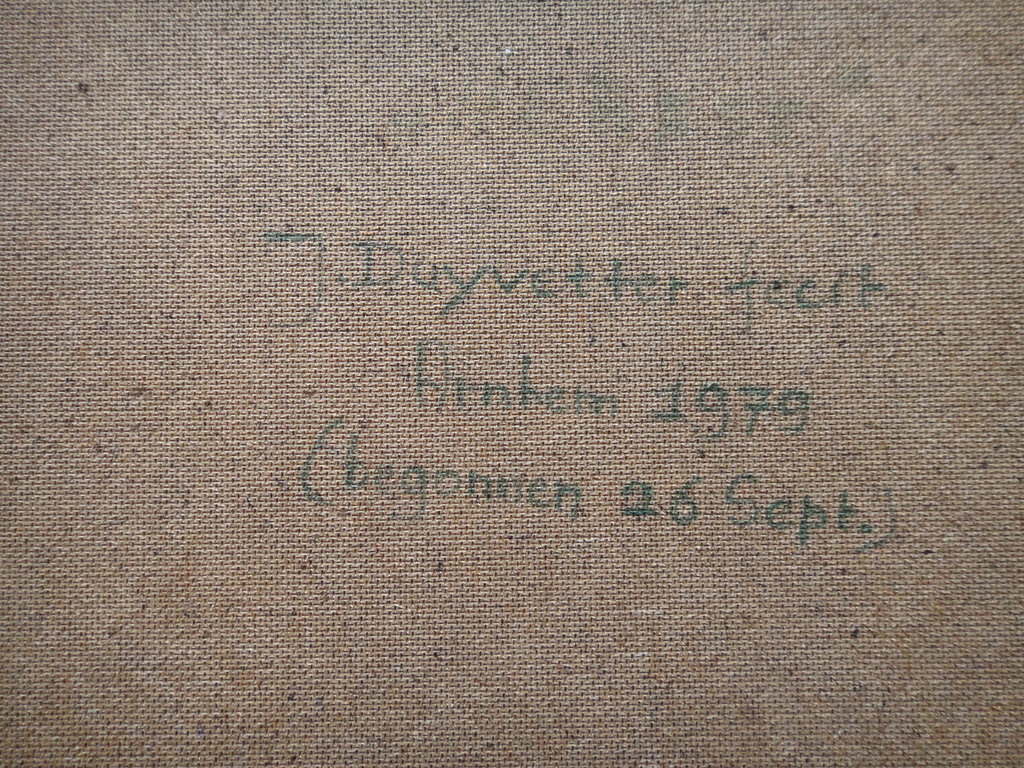 J. Duyvetter fecit
Arnhem 1979
(begonnen 26 Sept.)